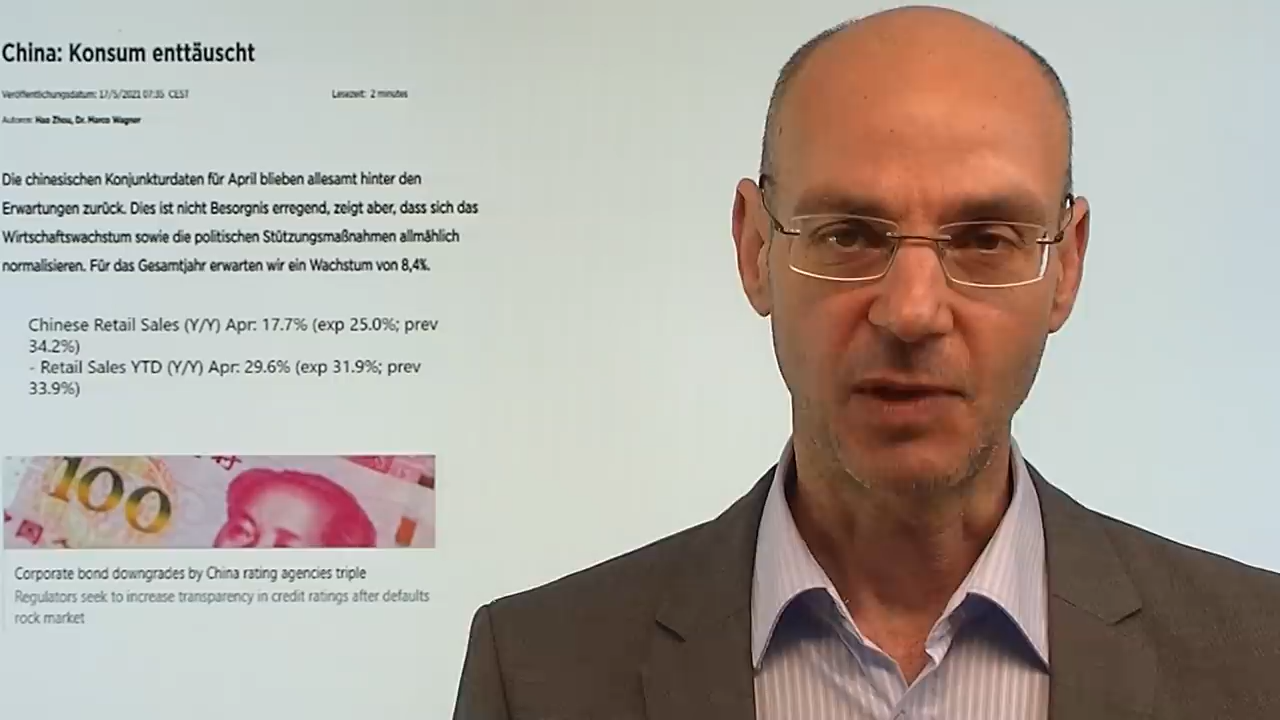 China: Konsum enttäuscht
Veröffentlichungsdatum: 17/5/2021 07:35 CEST
Lesezeit: 2 minutes
Autoren: Hao Zhou, Dr. Marco Wagner
Die chinesischen Konjunkturdaten für April blieben allesamt hinter den
Erwartungen zurück. Dies ist nicht Besorgnis erregend, zeigt aber, dass sich das
Wirtschaftswachstum sowie die politischen Stützungsmaßnahmen allmählich
normalisieren. Für das Gesamtjahr erwarten wir ein Wachstum von 8,4%.
Chinese Retail Sales (Y/Y) Apr: 17.7% (exp 25.0%; prev
34.2%)
- Retail Sales YTD (Y/Y) Apr: 29.6% (exp 31.9%; prev
33.9%)
100
Corporate bond downgrades by China rating agencies triple
Regulators seek to increase transparency in credit ratings after defaults
rock market